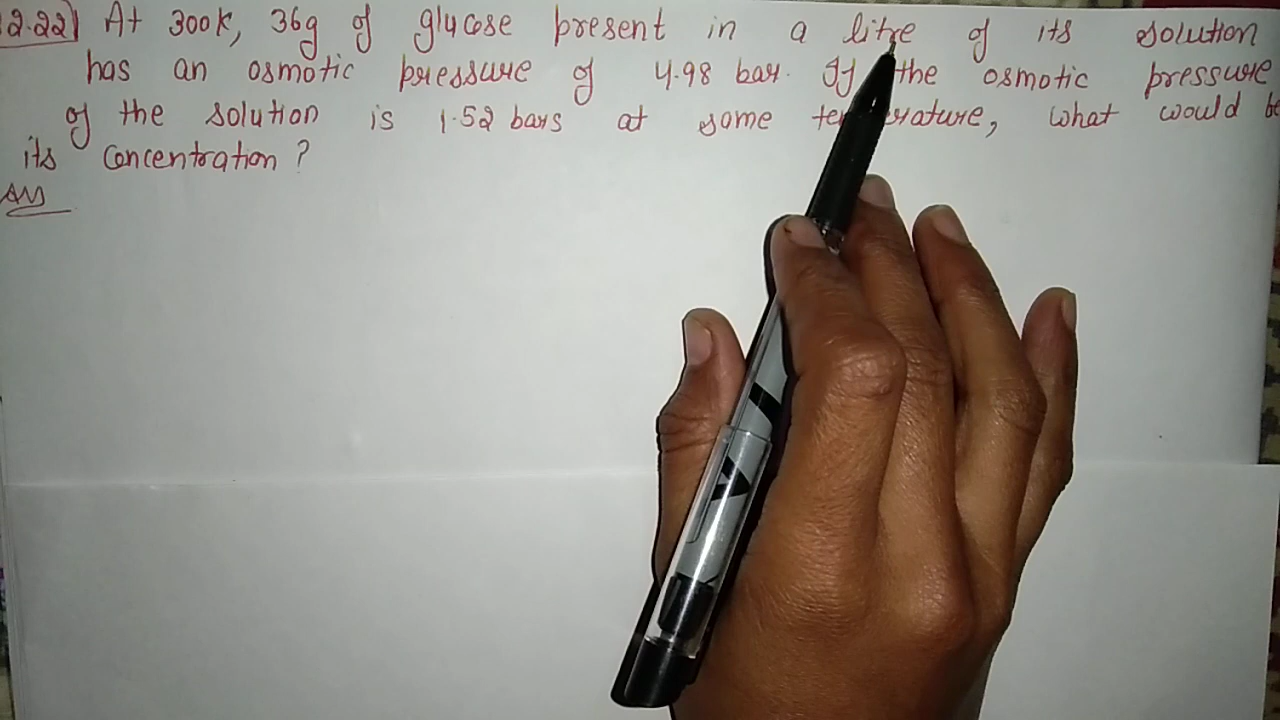 2.22) At 300k, 36g of glucose present in a litre of its solution
has an osmotic pressure of 4.98 bar. If the osmotic pressure
of the solution is 1.52 bars at some temperature, what would be
its concentration?
Ans